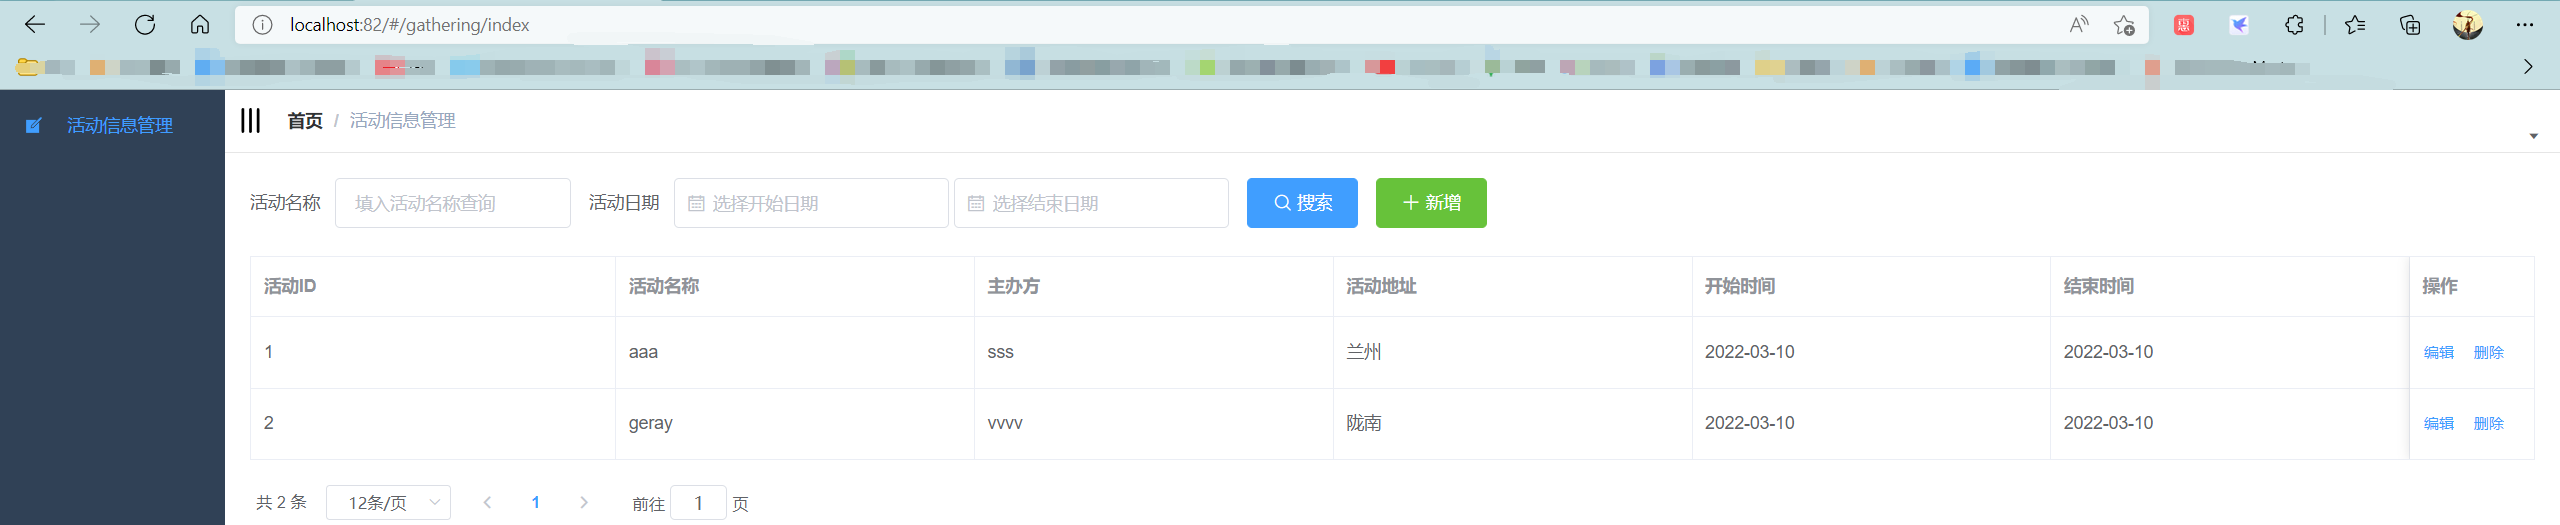 localhost:82/#/gathering/index
活动信息管理
首页 / 活动信息管理
活动名称 填入活动名称查询 活动日期 选择开始日期 选择结束日期 搜索 新增
活动ID 活动名称 主办方 活动地址 开始时间 结束时间 操作
1 aaa sss 兰州 2022-03-10 2022-03-10 编辑 删除
2 geray vvvv 陇南 2022-03-10 2022-03-10 编辑 删除
共 2 条 12条/页 1 前往 1 页